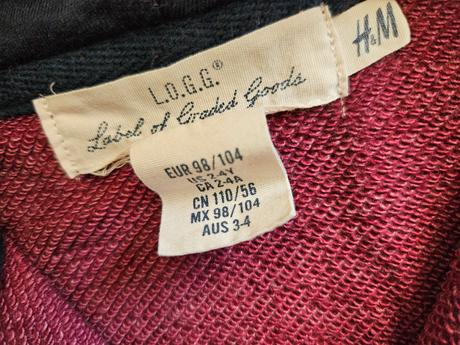 H&M
L.O.G.G.®
Label of Graded Goods
EUR 98/104
US 2-4Y
CA 2-4A
CN 110/56
MX 98/104
AUS 3-4